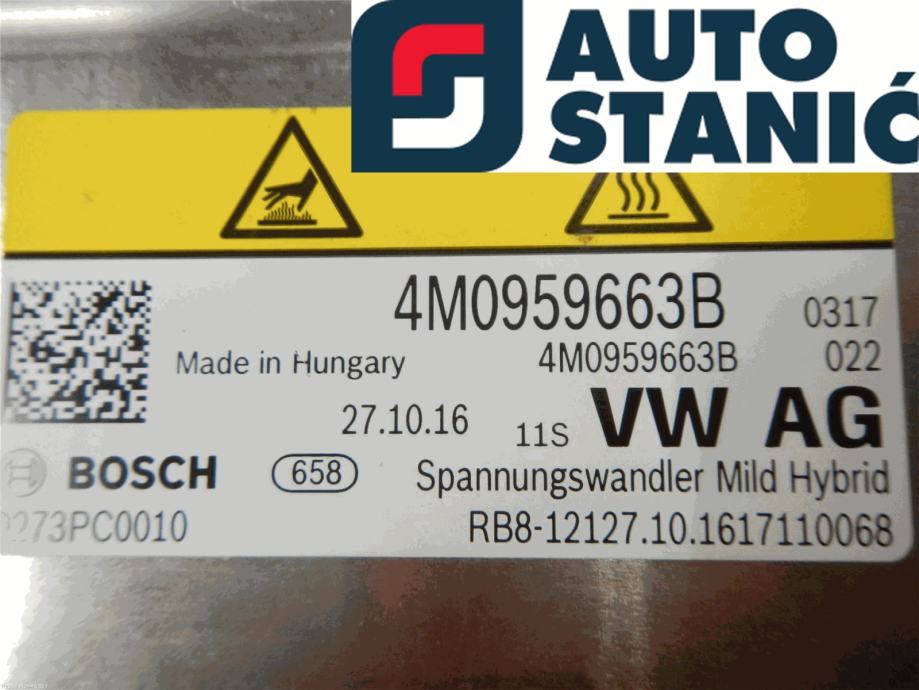 AUTO
STANIĆ
4M0959663B 0317
Made in Hungary 4M0959663B 022
27.10.16 11S VW AG
BOSCH 658 Spannungswandler Mild Hybrid
273PC0010 RB8-12127.10.1617110068